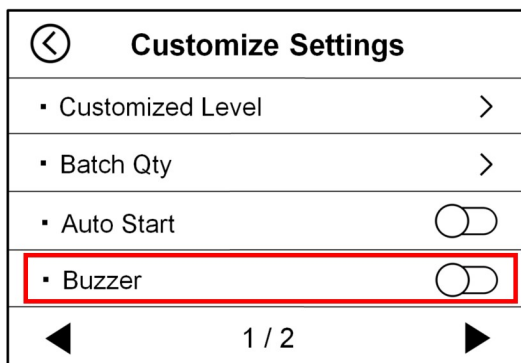 Customize Settings
▪ Customized Level
▪ Batch Qty
▪ Auto Start
▪ Buzzer
1 / 2